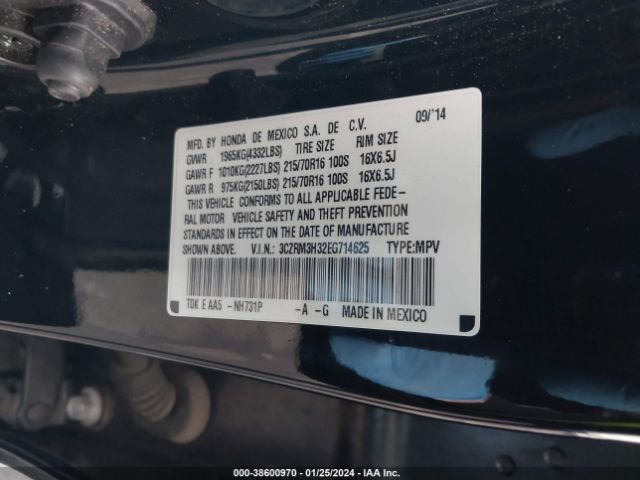 09/'14
MFD. BY HONDA DE MEXICO S.A. DE C.V.
GVWR 1965KG(4332LBS) TIRE SIZE RIM SIZE
GAWR F 1010KG(2227LBS) 215/70R16 100S 16X6.5J
GAWR R 975KG(2150LBS) 215/70R16 100S 16X6.5J
THIS VEHICLE CONFORMS TO ALL APPLICABLE FEDE-
RAL MOTOR VEHICLE SAFETY AND THEFT PREVENTION
STANDARDS IN EFFECT ON THE DATE OF MANUFACTURE
SHOWN ABOVE. V.I.N.: 3CZRM3H32EG714625 TYPE:MPV
TDK E AA5 -NH731P -A -G MADE IN MEXICO
000-38600970 - 01/25/2024 - IAA Inc.